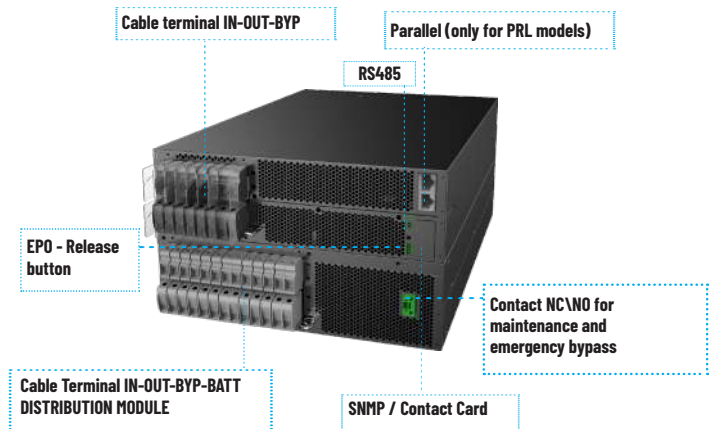 Cable terminal IN-OUT-BYP
Parallel (only for PRL models)
RS485
EPO - Release
button
Contact NC\NO for
maintenance and
emergency bypass
Cable Terminal IN-OUT-BYP-BATT
DISTRIBUTION MODULE
SNMP / Contact Card